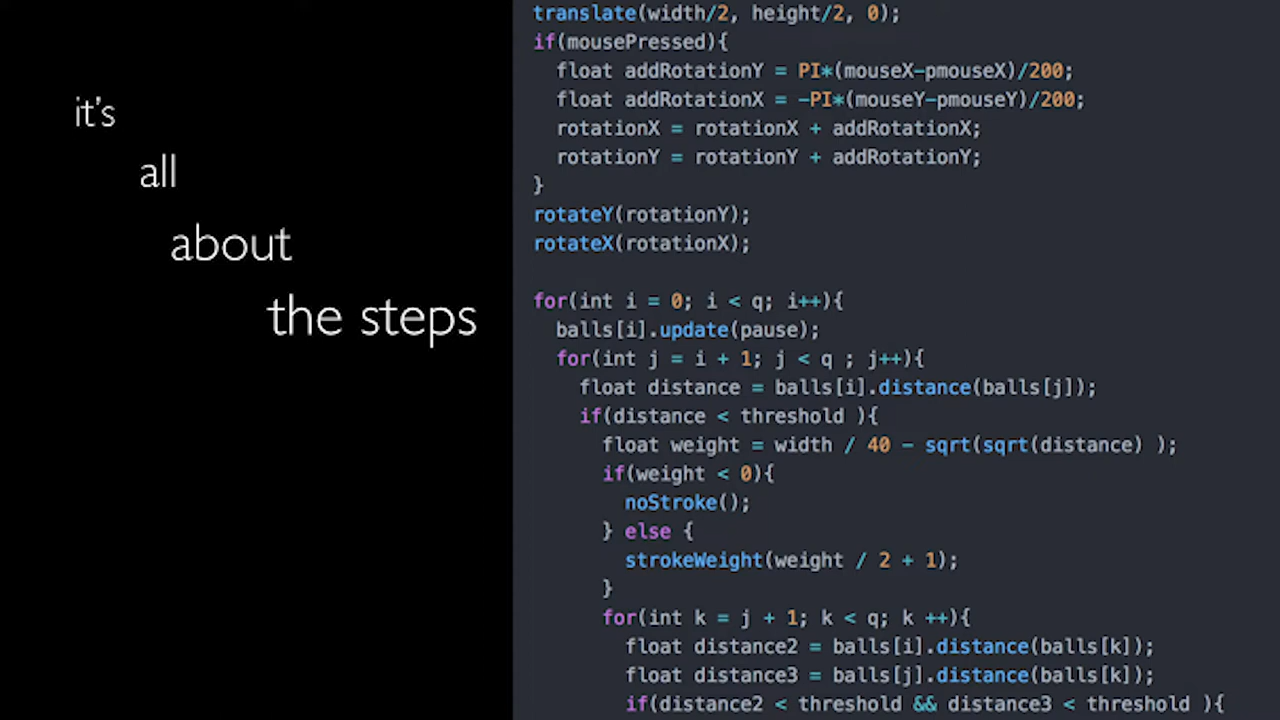 it's
all
about
the steps
translate(width/2, height/2, 0);
if(mousePressed){
  float addRotationY = PI*(mouseX-pmouseX)/200;
  float addRotationX = -PI*(mouseY-pmouseY)/200;
  rotationX = rotationX + addRotationX;
  rotationY = rotationY + addRotationY;
}
rotateY(rotationY);
rotateX(rotationX);
for(int i = 0; i < q; i++){
  balls[i].update(pause);
  for(int j = i + 1; j < q ; j++){
    float distance = balls[i].distance(balls[j]);
    if(distance < threshold ){
      float weight = width / 40 - sqrt(sqrt(distance) );
      if(weight < 0){
        noStroke();
      } else {
        strokeWeight(weight / 2 + 1);
      }
      for(int k = j + 1; k < q; k ++){
        float distance2 = balls[i].distance(balls[k]);
        float distance3 = balls[j].distance(balls[k]);
        if(distance2 < threshold && distance3 < threshold ){